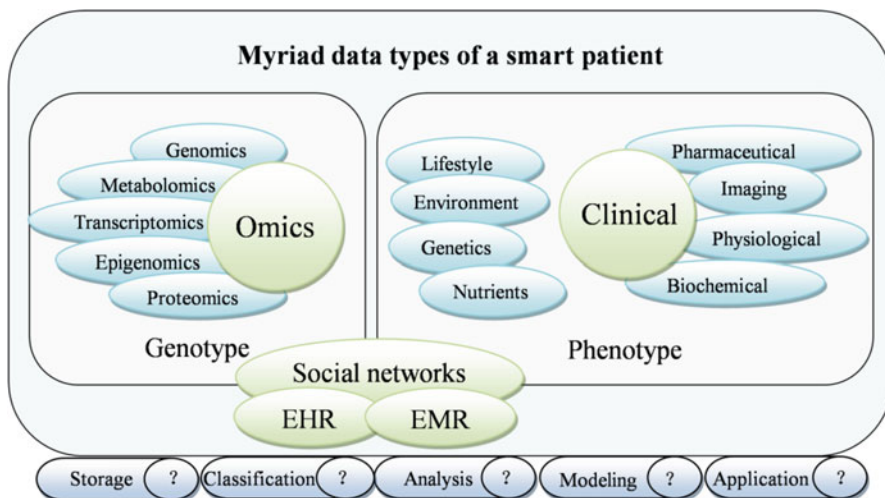 Myriad data types of a smart patient
Genomics
Metabolomics
Transcriptomics
Epigenomics
Proteomics
Omics
Genotype
Lifestyle
Environment
Genetics
Nutrients
Clinical
Pharmaceutical
Imaging
Physiological
Biochemical
Phenotype
Social networks
EHR
EMR
Storage ?
Classification ?
Analysis ?
Modeling ?
Application ?